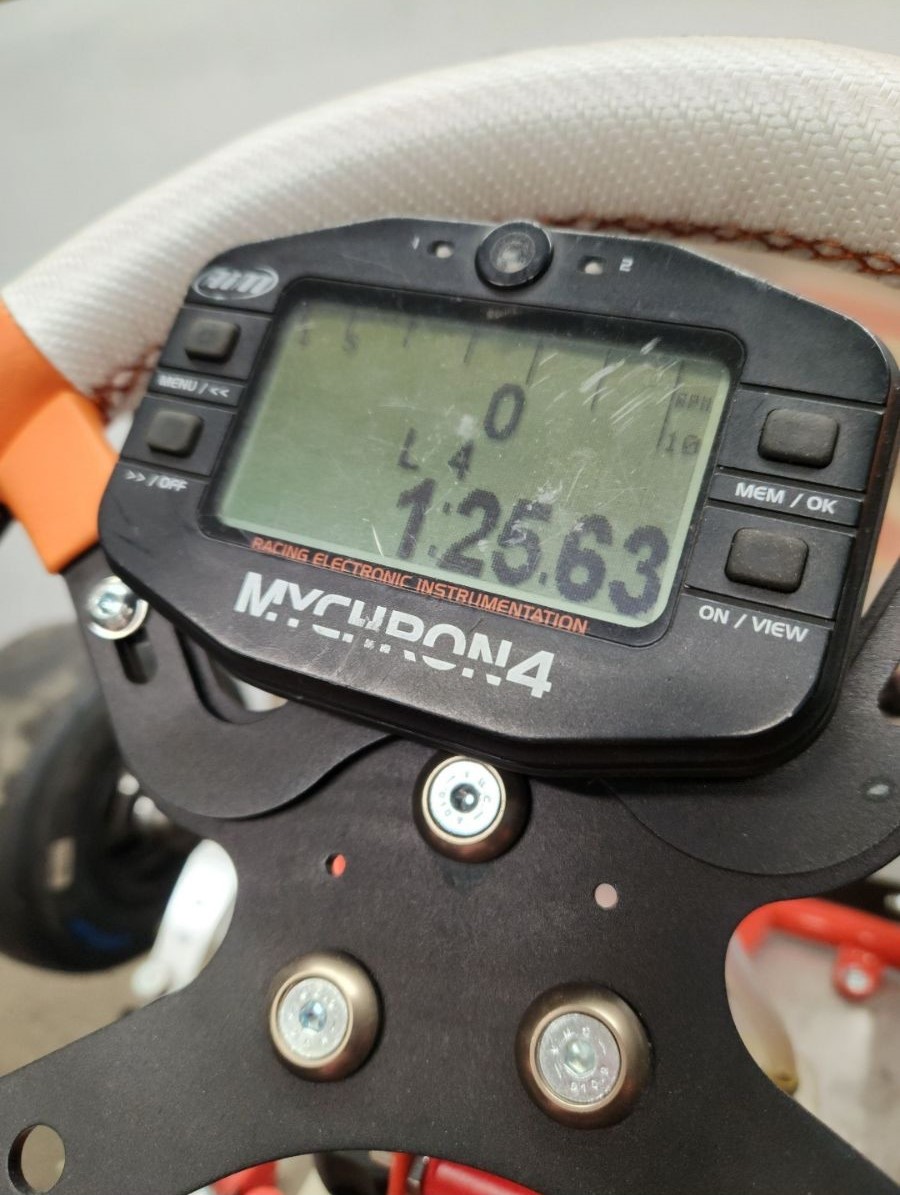 1 2
AIM
MENU / <<
>> / OFF
5
RPM
10
0
L 4
1:25.63
MEM / OK
ON / VIEW
RACING ELECTRONIC INSTRUMENTATION
MYCHRON4